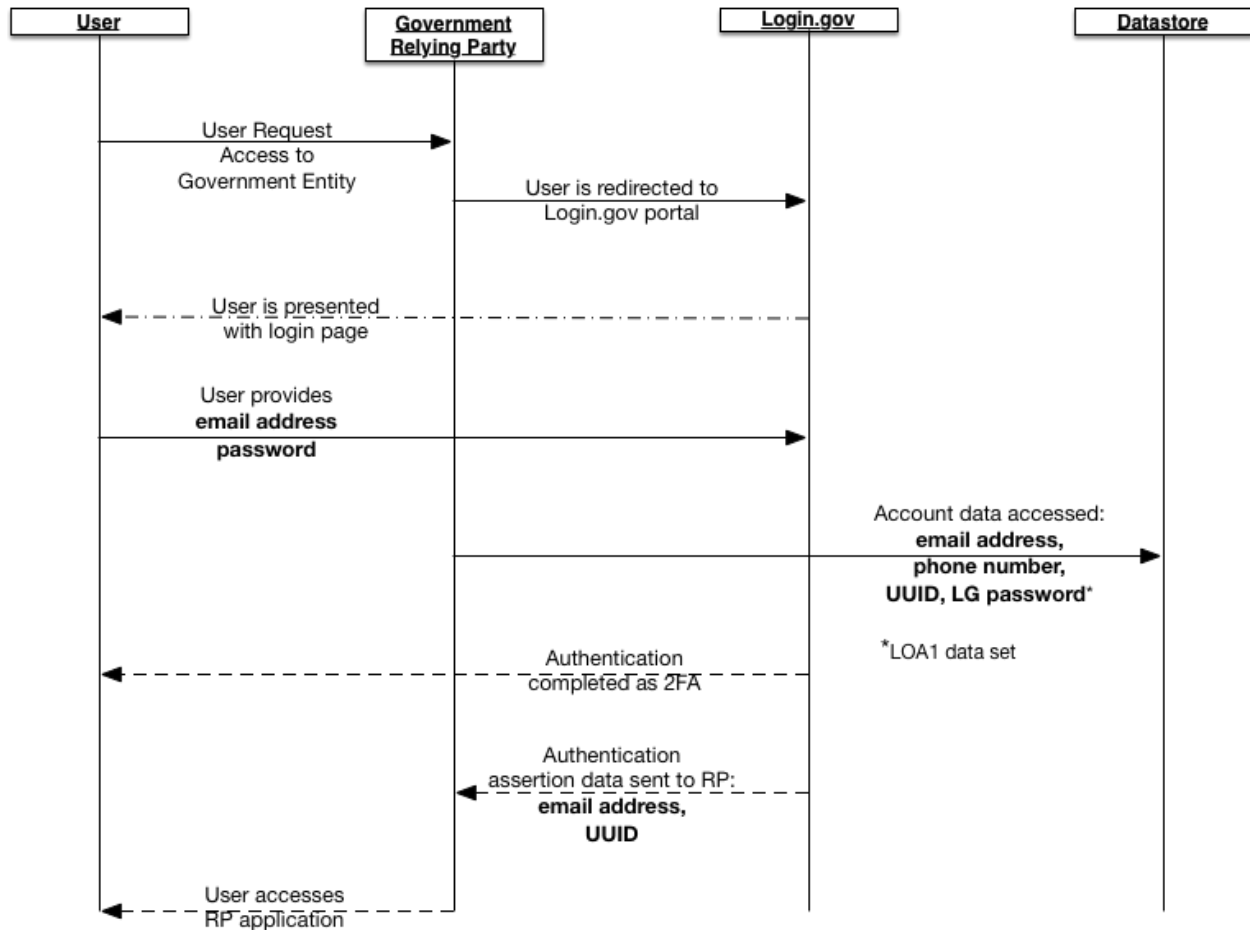 User
Government
Relying Party
Login.gov
Datastore
User Request
Access to
Government Entity
User is redirected to
Login.gov portal
User is presented
with login page
User provides
email address
password
Account data accessed:
email address,
phone number,
UUID, LG password*
*LOA1 data set
Authentication
completed as 2FA
Authentication
assertion data sent to RP:
email address,
UUID
User accesses
RP application